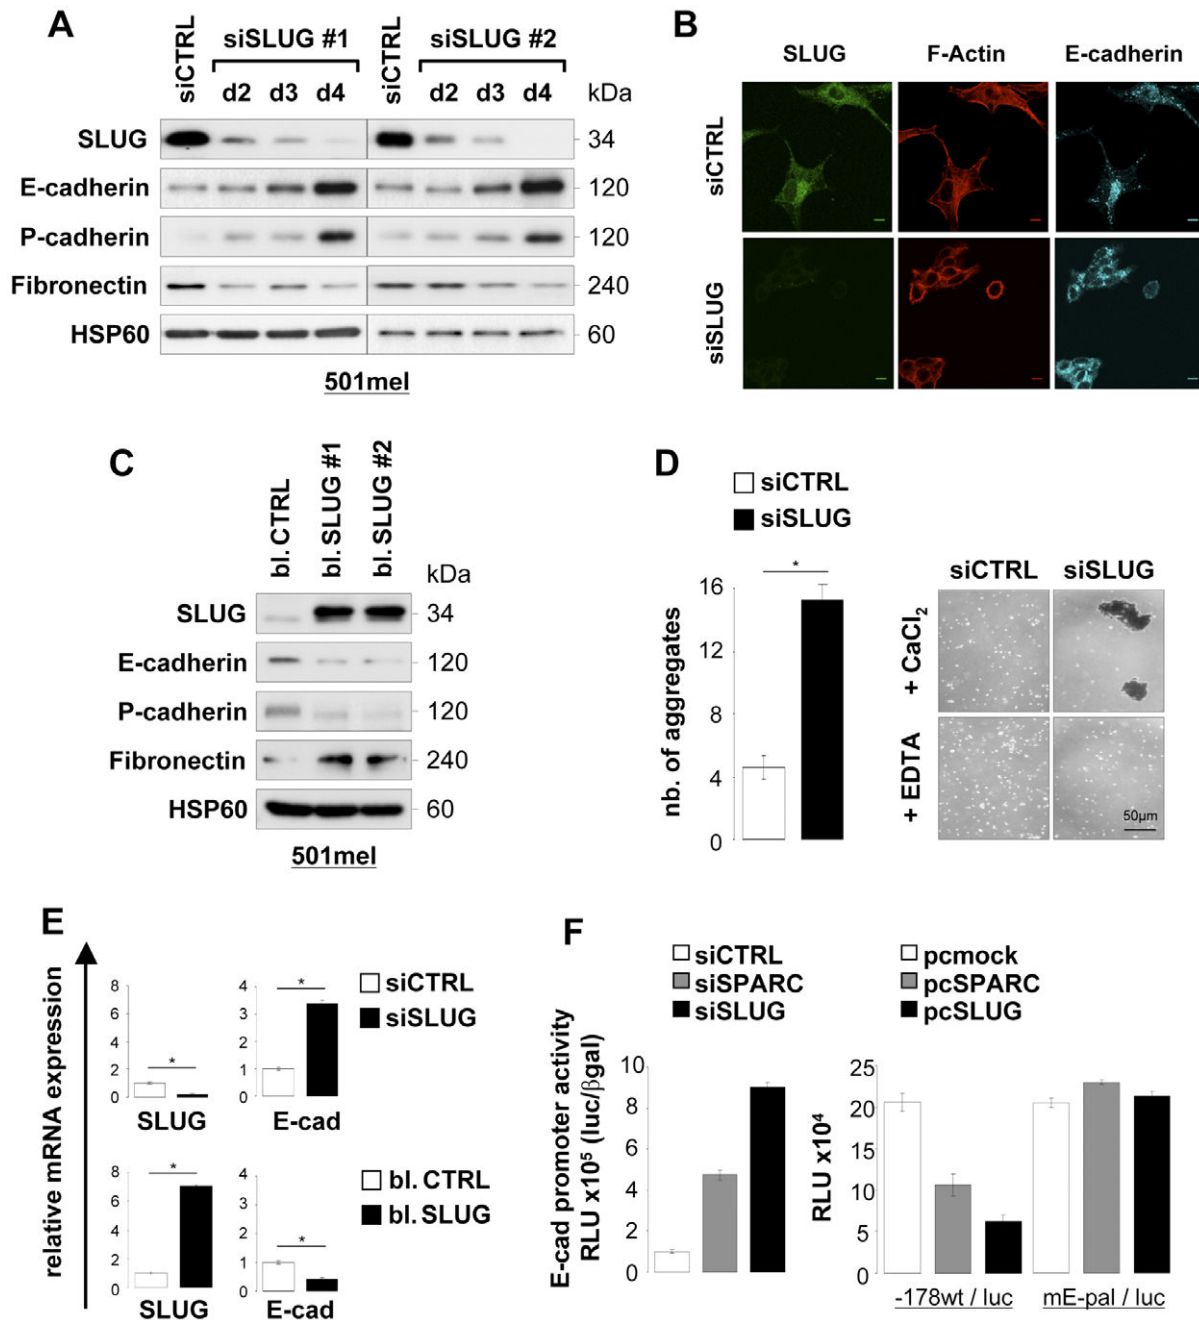 A
siCTRL
siSLUG #1
siCTRL
siSLUG #2
d2 d3 d4 d2 d3 d4 kDa
SLUG 34
E-cadherin 120
P-cadherin 120
Fibronectin 240
HSP60 60
501mel
B
SLUG F-Actin E-cadherin
siCTRL
siSLUG
C
bl. CTRL
bl. SLUG #1
bl. SLUG #2
kDa
SLUG 34
E-cadherin 120
P-cadherin 120
Fibronectin 240
HSP60 60
501mel
D
siCTRL
siSLUG
nb. of aggregates
16
12
8
4
0
*
siCTRL siSLUG
+ CaCl₂
+ EDTA
50µm
E
relative mRNA expression
8
6
4
2
0
*
SLUG
4
3
2
1
0
*
E-cad
siCTRL
siSLUG
8
6
4
2
0
*
SLUG
4
3
2
1
0
*
E-cad
bl. CTRL
bl. SLUG
F
siCTRL
siSPARC
siSLUG
E-cad promoter activity
RLU x10⁵ (luc/βgal)
10
8
6
4
2
0
pcmock
pcSPARC
pcSLUG
RLU x10⁴
25
20
15
10
5
0
-178wt / luc mE-pal / luc